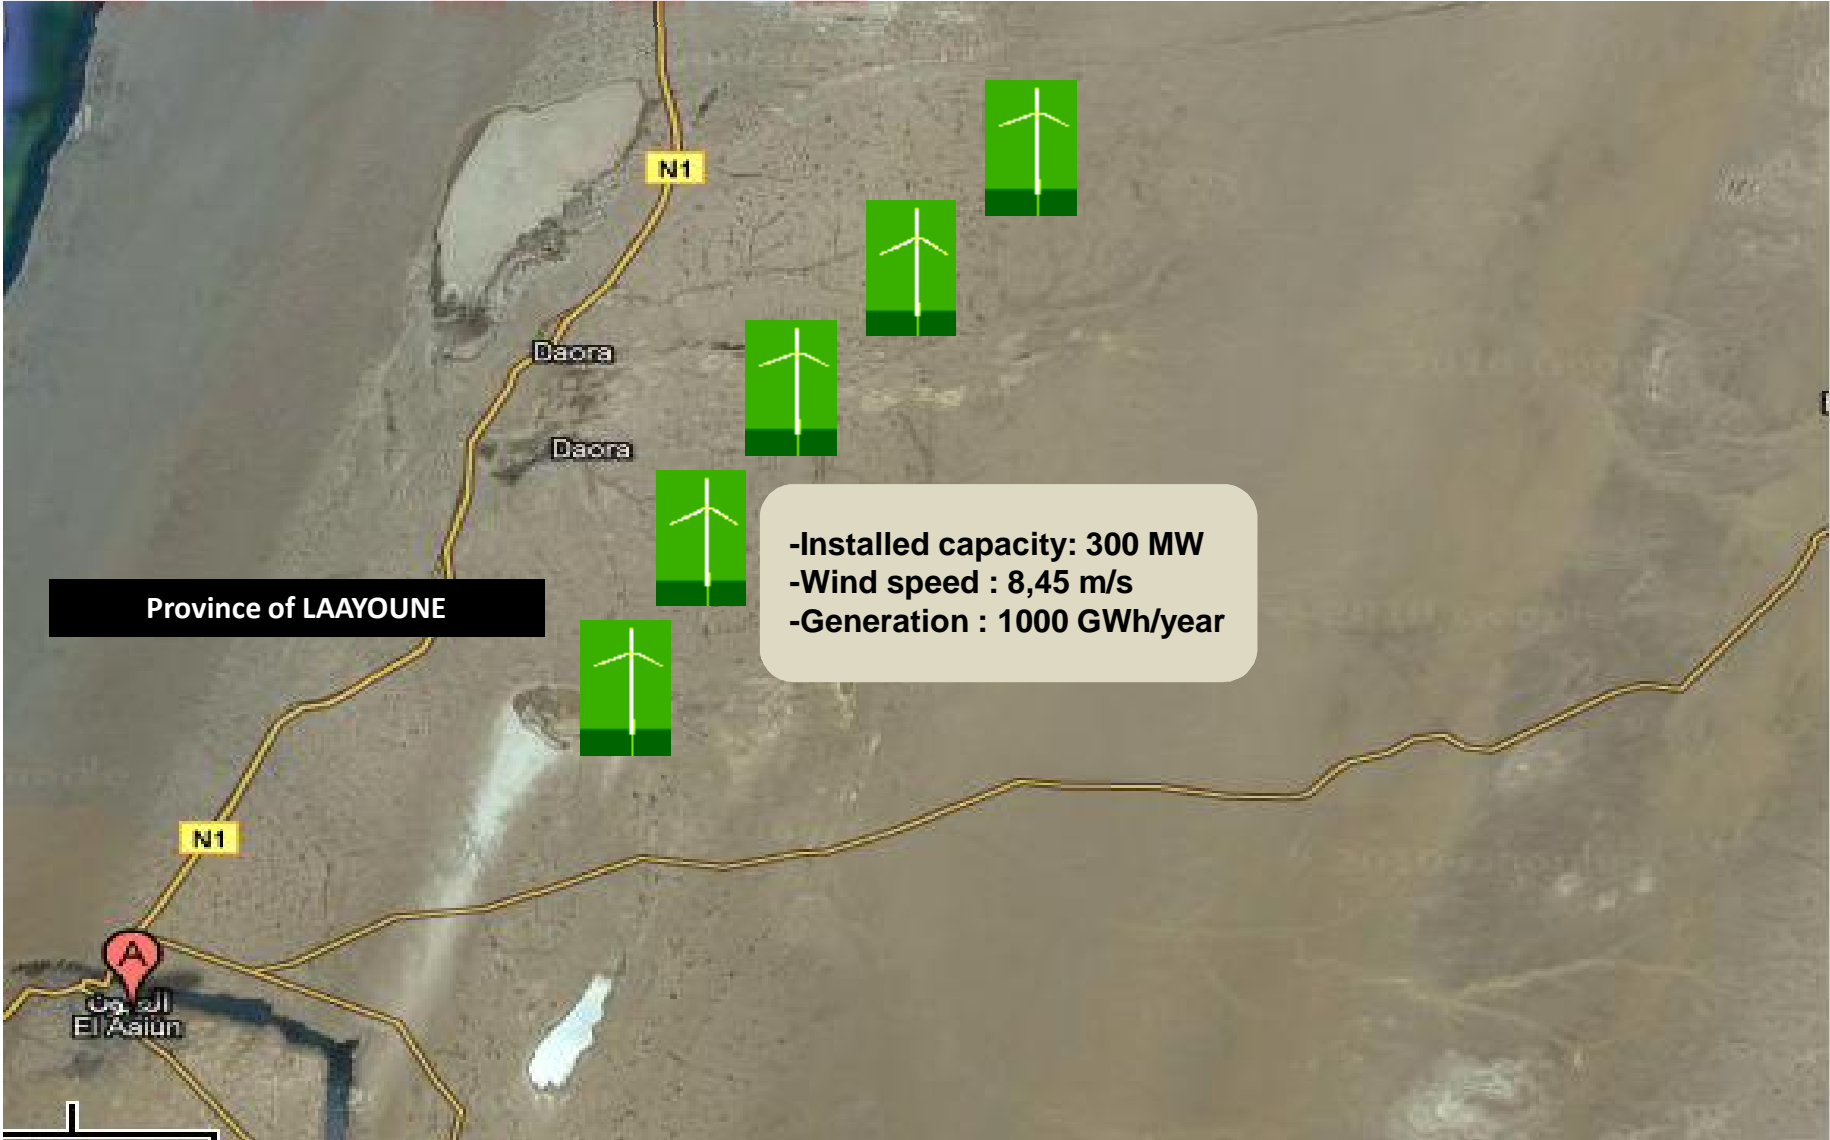 N1
Daora
Daora
-Installed capacity: 300 MW
-Wind speed : 8,45 m/s
-Generation : 1000 GWh/year
Province of LAAYOUNE
N1
A
El Aaiún